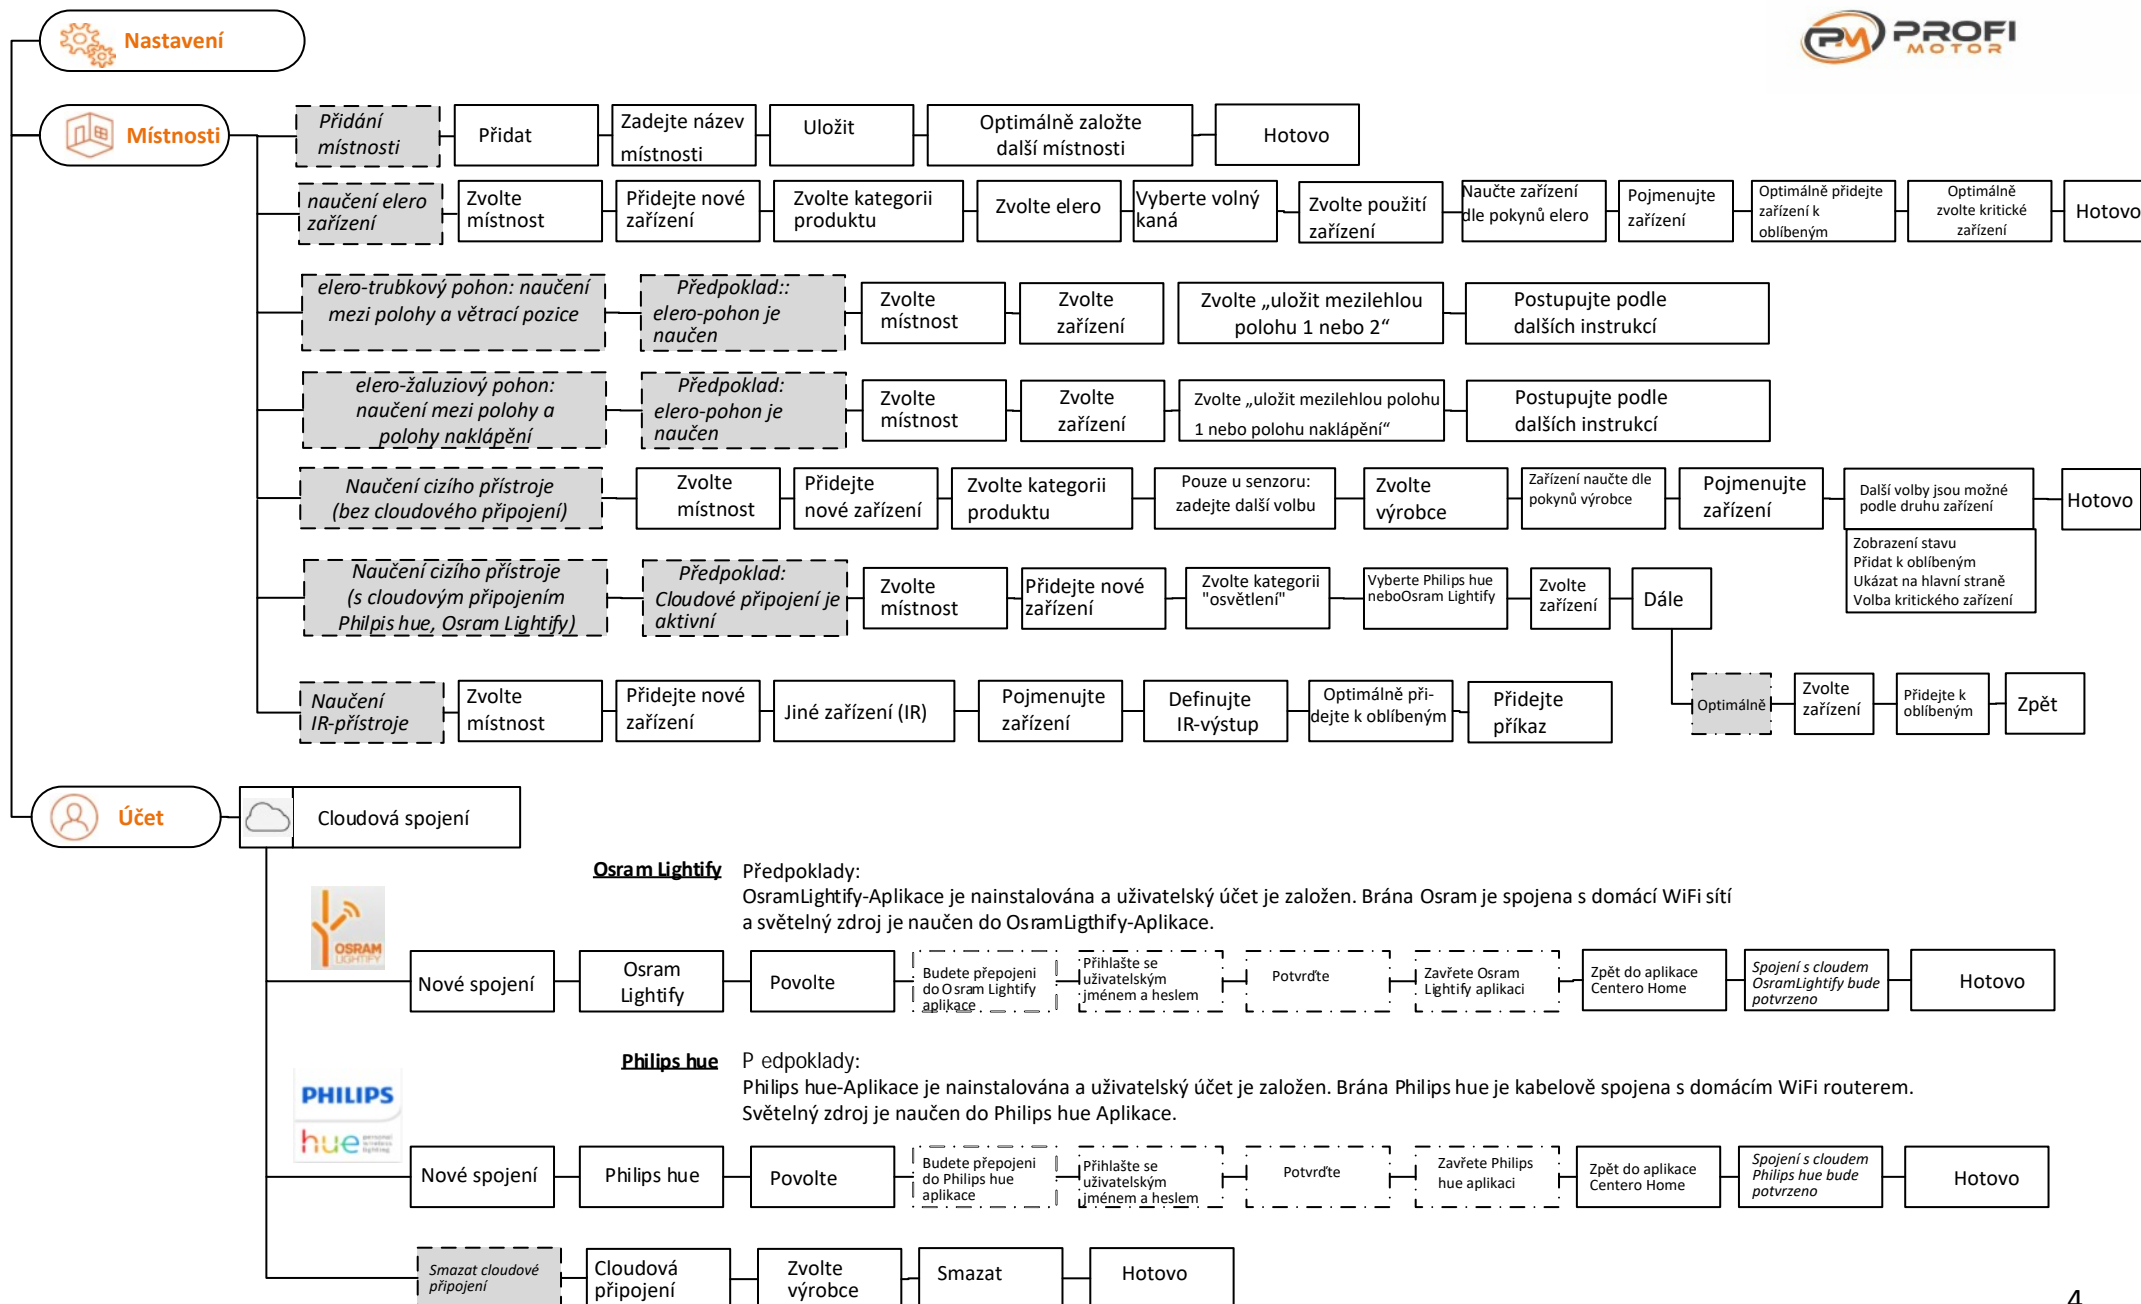 Nastavení
PM PROFI
MOTOR
Místnosti
Přidání
místnosti
Přidat
Zadejte název
místnosti
Uložit
Optimálně založte
další místnosti
Hotovo
naučení elero
zařízení
Zvolte
místnost
Přidejte nové
zařízení
Zvolte kategorii
produktu
Zvolte elero
Vyberte volný
kaná
Zvolte použití
zařízení
Naučte zařízení
dle pokynů elero
Pojmenujte
zařízení
Optimálně přidejte
zařízení k
oblíbeným
Optimálně
zvolte kritické
zařízení
Hotovo
elero-trubkový pohon: naučení
mezi polohy a větrací pozice
Předpoklad::
elero-pohon je
naučen
Zvolte
místnost
Zvolte
zařízení
Zvolte „uložit mezilehlou
polohu 1 nebo 2“
Postupujte podle
dalších instrukcí
elero-žaluziový pohon:
naučení mezi polohy a
polohy naklápění
Předpoklad:
elero-pohon je
naučen
Zvolte
místnost
Zvolte
zařízení
Zvolte „uložit mezilehlou polohu
1 nebo polohu naklápění“
Postupujte podle
dalších instrukcí
Naučení cizího přístroje
(bez cloudového připojení)
Zvolte
místnost
Přidejte
nové zařízení
Zvolte kategorii
produktu
Pouze u senzoru:
zadejte další volbu
Zvolte
výrobce
Zařízení naučte dle
pokynů výrobce
Pojmenujte
zařízení
Další volby jsou možné
podle druhu zařízení
Hotovo
Zobrazení stavu
Přidat k oblíbeným
Ukázat na hlavní straně
Volba kritického zařízení
Naučení cizího přístroje
(s cloudovým připojením
Philpis hue, Osram Lightify)
Předpoklad:
Cloudové připojení je
aktivní
Zvolte
místnost
Přidejte nové
zařízení
Zvolte kategorii
"osvětlení"
Vyberte Philips hue
neboOsram Lightify
Zvolte
zařízení
Dále
Optimálně
Zvolte
zařízení
Přidejte k
oblíbeným
Zpět
Naučení
IR-přístroje
Zvolte
místnost
Přidejte nové
zařízení
Jiné zařízení (IR)
Pojmenujte
zařízení
Definujte
IR-výstup
Optimálně při-
dejte k oblíbeným
Přidejte
příkaz
Účet
Cloudová spojení
Osram Lightify
Předpoklady:
OsramLightify-Aplikace je nainstalována a uživatelský účet je založen. Brána Osram je spojena s domácí WiFi sítí
a světelný zdroj je naučen do OsramLigthify-Aplikace.
OSRAM
LIGHTIFY
Nové spojení
Osram
Lightify
Povolte
Budete přepojeni
do Osram Lightify
aplikace
Přihlašte se
uživatelským
jménem a heslem
Potvrďte
Zavřete Osram
Lightify aplikaci
Zpět do aplikace
Centero Home
Spojení s cloudem
OsramLightify bude
potvrzeno
Hotovo
Philips hue
P edpoklady:
Philips hue-Aplikace je nainstalována a uživatelský účet je založen. Brána Philips hue je kabelově spojena s domácím WiFi routerem.
Světelný zdroj je naučen do Philips hue Aplikace.
PHILIPS
hue personal
wireless
lighting
Nové spojení
Philips hue
Povolte
Budete přepojeni
do Philips hue
aplikace
Přihlašte se
uživatelským
jménem a heslem
Potvrďte
Zavřete Philips
hue aplikaci
Zpět do aplikace
Centero Home
Spojení s cloudem
Philips hue bude
potvrzeno
Hotovo
Smazat cloudové
připojení
Cloudová
připojení
Zvolte
výrobce
Smazat
Hotovo
4